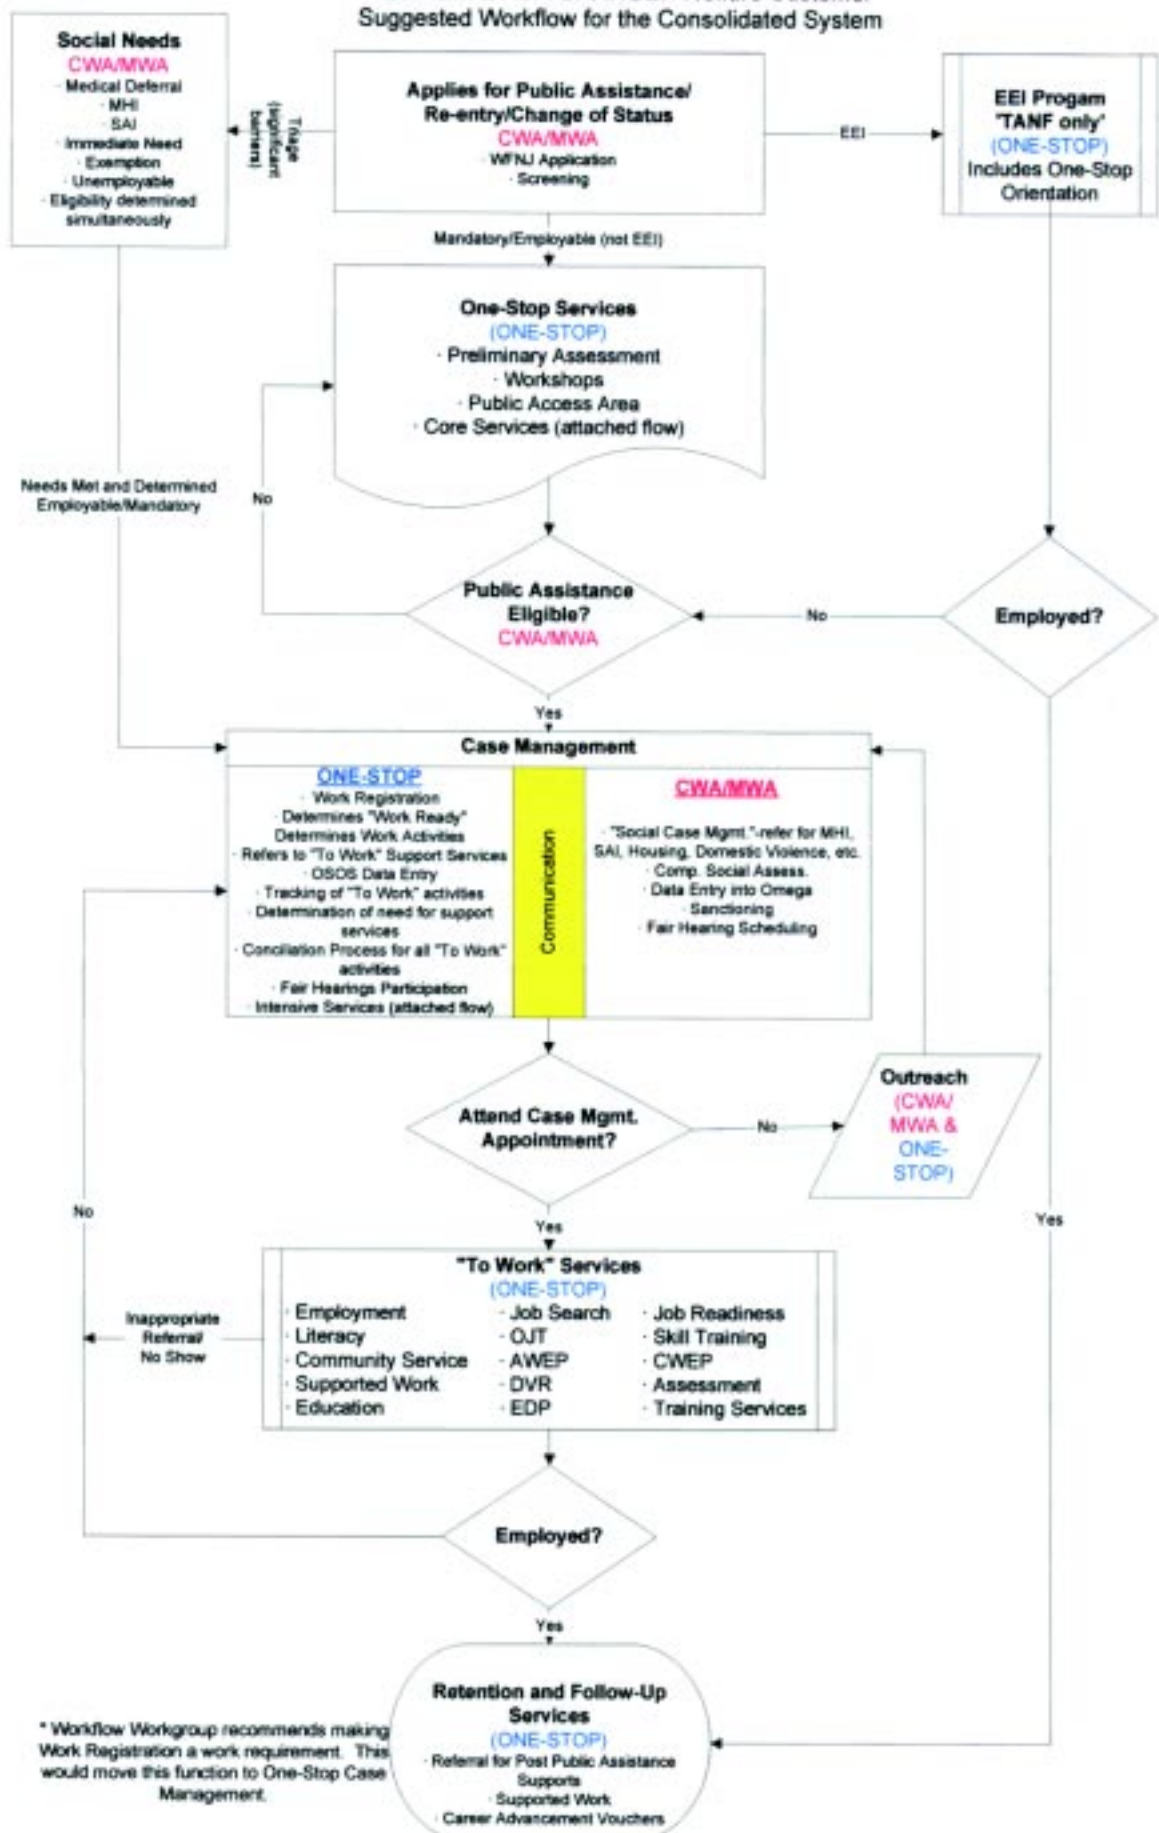 Suggested Workflow for the Consolidated System
Social Needs
CWA/MWA
· Medical Deferral
· MHI
· SAI
· Immediate Need
· Exemption
· Unemployable
· Eligibility determined
simultaneously
Triage
(significant
barriers)
Applies for Public Assistance/
Re-entry/Change of Status
CWA/MWA
· WFNJ Application
· Screening
EEI
EEI Progam
'TANF only'
(ONE-STOP)
Includes One-Stop
Orientation
Mandatory/Employable (not EEI)
One-Stop Services
(ONE-STOP)
· Preliminary Assessment
· Workshops
· Public Access Area
· Core Services (attached flow)
Needs Met and Determined
Employable/Mandatory
No
Public Assistance
Eligible?
CWA/MWA
No
Employed?
Yes
Case Management
ONE-STOP
· Work Registration
· Determines "Work Ready"
Determines Work Activities
· Refers to "To Work" Support Services
· OSOS Data Entry
· Tracking of "To Work" activities
· Determination of need for support
services
· Conciliation Process for all "To Work"
activities
· Fair Hearings Participation
· Intensive Services (attached flow)
Communication
CWA/MWA
· "Social Case Mgmt."-refer for MHI,
SAI, Housing, Domestic Violence, etc.
· Comp. Social Assess.
· Data Entry into Omega
· Sanctioning
· Fair Hearing Scheduling
Attend Case Mgmt.
Appointment?
No
Outreach
(CWA/
MWA &
ONE-
STOP)
No
Yes
Yes
"To Work" Services
(ONE-STOP)
· Employment
· Literacy
· Community Service
· Supported Work
· Education
· Job Search
· OJT
· AWEP
· DVR
· EDP
· Job Readiness
· Skill Training
· CWEP
· Assessment
· Training Services
Inappropriate
Referral/
No Show
Employed?
Yes
Retention and Follow-Up
Services
(ONE-STOP)
· Referral for Post Public Assistance
Supports
· Supported Work
· Career Advancement Vouchers
* Workflow Workgroup recommends making
Work Registration a work requirement. This
would move this function to One-Stop Case
Management.